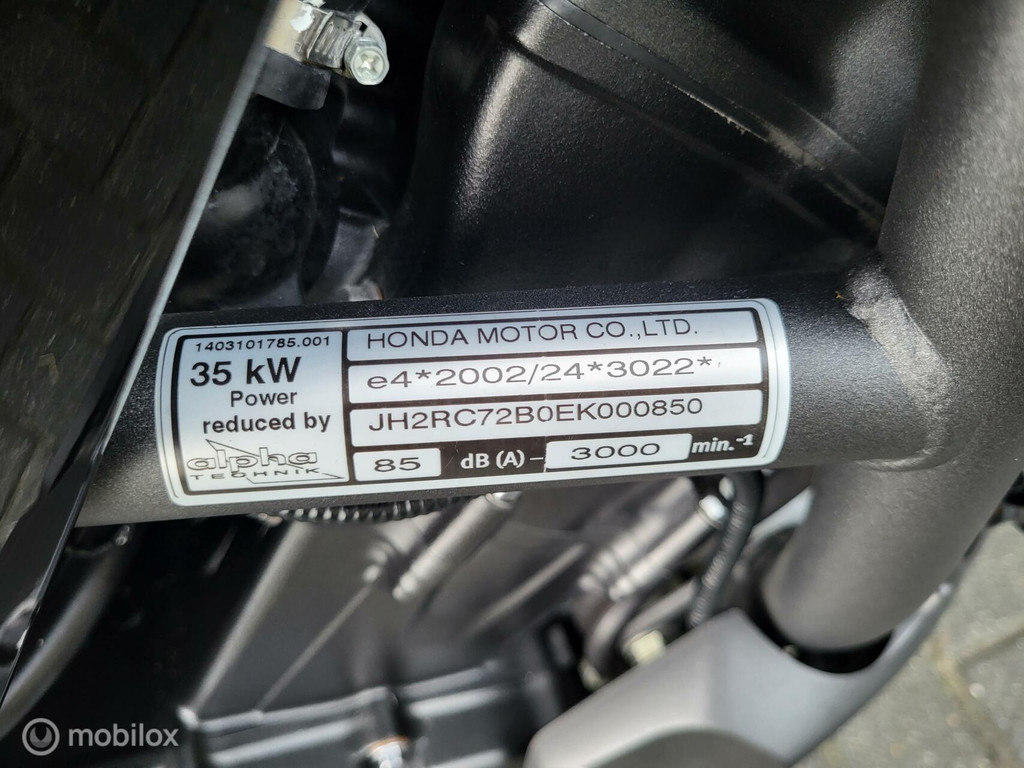 1403101785.001
35 kW
Power
reduced by
alpha
TECHNIK
HONDA MOTOR CO.,LTD.
e4*2002/24*3022*
JH2RC72B0EK000850
85 dB (A) – 3000 min.-1
mobilox